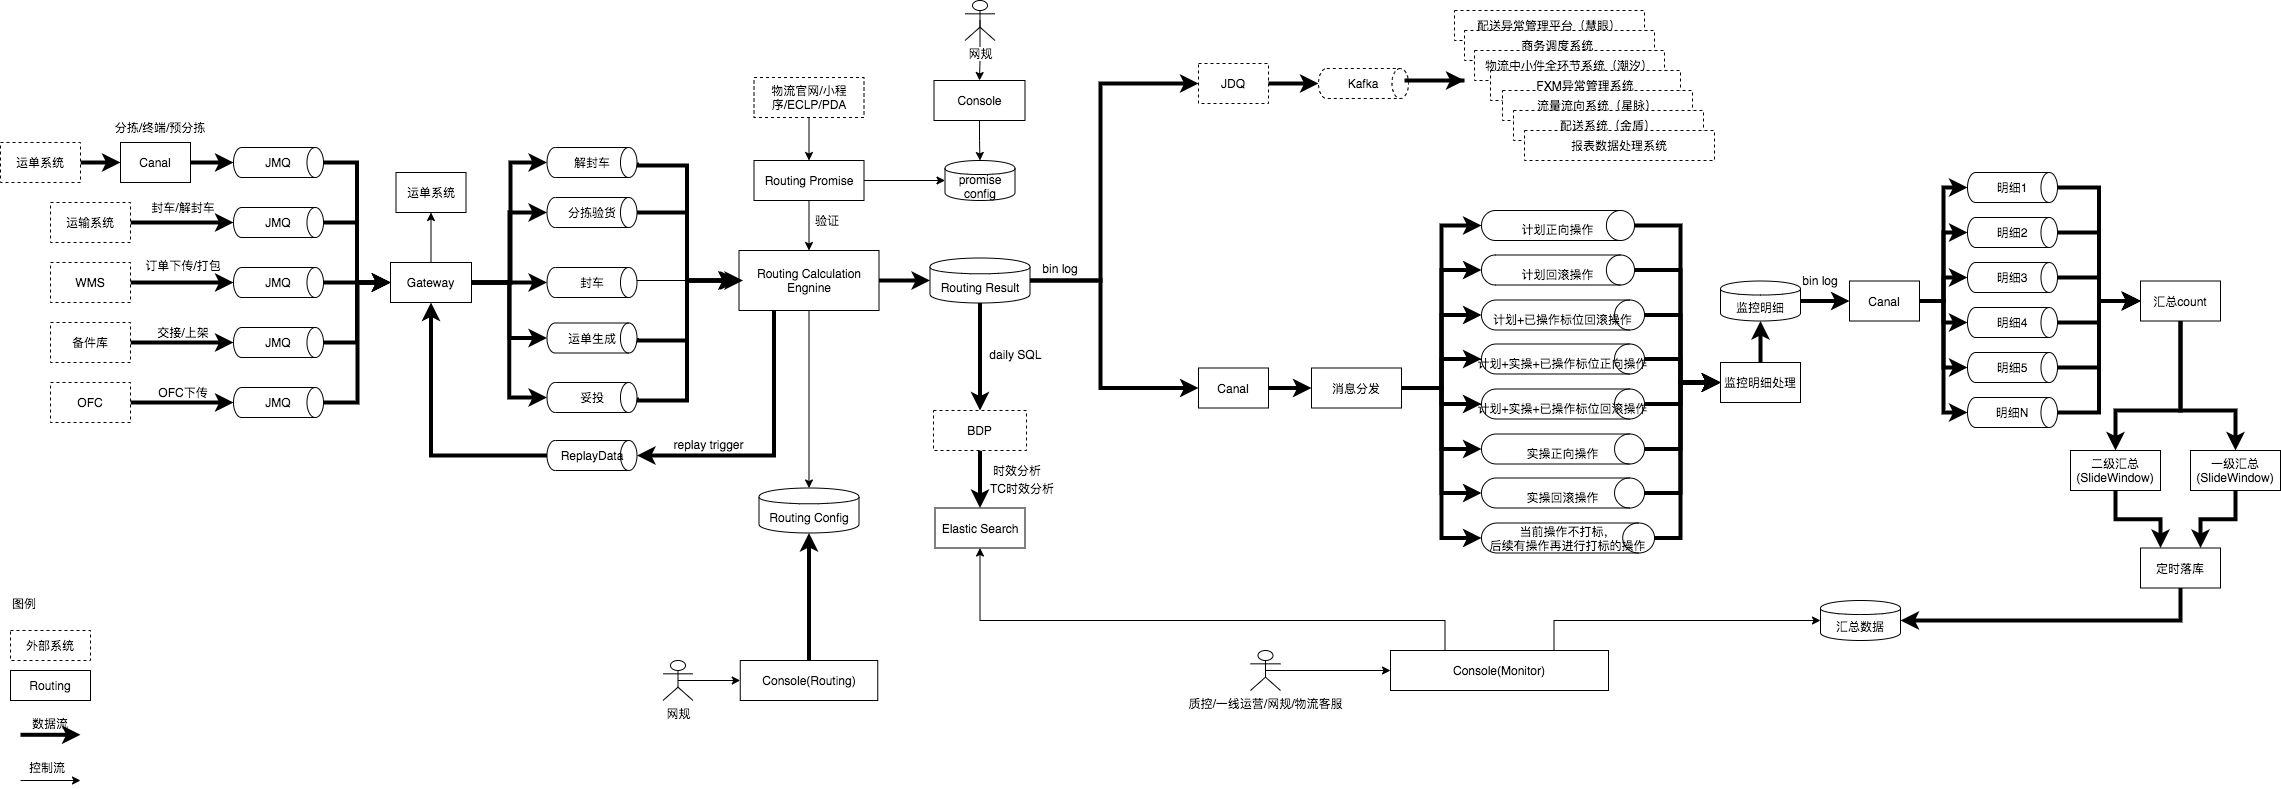 网规
Console
promise
config
物流官网/小程
序/ECLP/PDA
Routing Promise
验证
分拣/终端/预分拣
运单系统
Canal
JMQ
运输系统
封车/解封车
JMQ
WMS
订单下传/打包
JMQ
备件库
交接/上架
JMQ
OFC
OFC下传
JMQ
运单系统
Gateway
解封车
分拣验货
封车
运单生成
妥投
ReplayData
replay trigger
Routing Calculation
Engnine
Routing Result
bin log
daily SQL
BDP
时效分析
TC时效分析
Elastic Search
Routing Config
网规
Console(Routing)
JDQ
Kafka
配送异常管理平台（慧眼）
商务调度系统
物流中小件全环节系统（潮汐）
FXM异常管理系统
流量流向系统（星脉）
配送系统（金盾）
报表数据处理系统
Canal
消息分发
计划正向操作
计划回滚操作
计划+已操作标位回滚操作
计划+实操+已操作标位正向操作
计划+实操+已操作标位回滚操作
实操正向操作
实操回滚操作
当前操作不打标，
后续有操作再进行打标的操作
监控明细处理
监控明细
bin log
Canal
明细1
明细2
明细3
明细4
明细5
明细N
汇总count
二级汇总
(SlideWindow)
一级汇总
(SlideWindow)
定时落库
汇总数据
Console(Monitor)
质控/一线运营/网规/物流客服
图例
外部系统
Routing
数据流
控制流